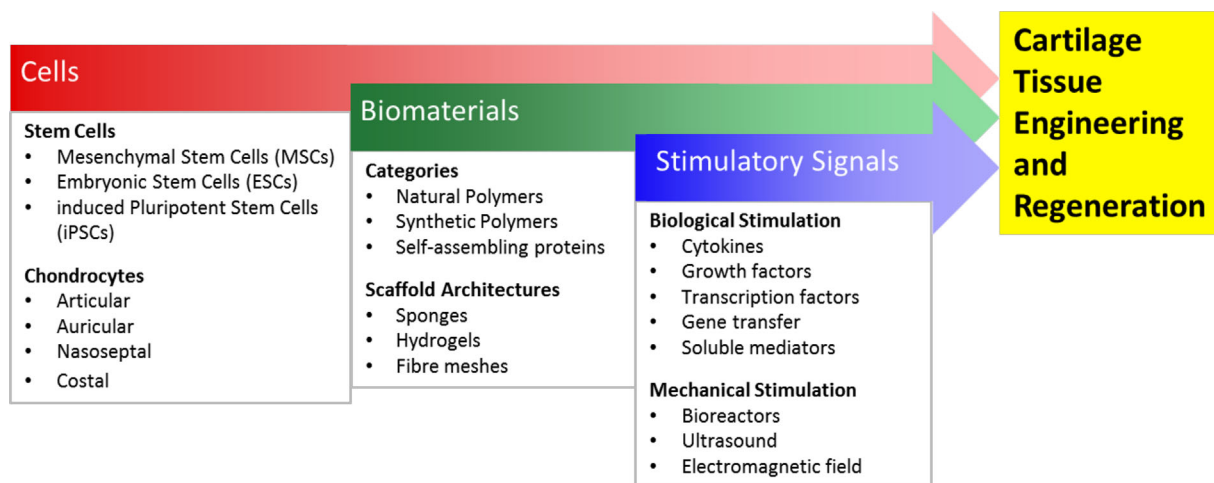 Cells
Stem Cells
• Mesenchymal Stem Cells (MSCs)
• Embryonic Stem Cells (ESCs)
• induced Pluripotent Stem Cells
(iPSCs)
Chondrocytes
• Articular
• Auricular
• Nasoseptal
• Costal
Biomaterials
Categories
• Natural Polymers
• Synthetic Polymers
• Self-assembling proteins
Scaffold Architectures
• Sponges
• Hydrogels
• Fibre meshes
Stimulatory Signals
Biological Stimulation
• Cytokines
• Growth factors
• Transcription factors
• Gene transfer
• Soluble mediators
Mechanical Stimulation
• Bioreactors
• Ultrasound
• Electromagnetic field
Cartilage
Tissue
Engineering
and
Regeneration